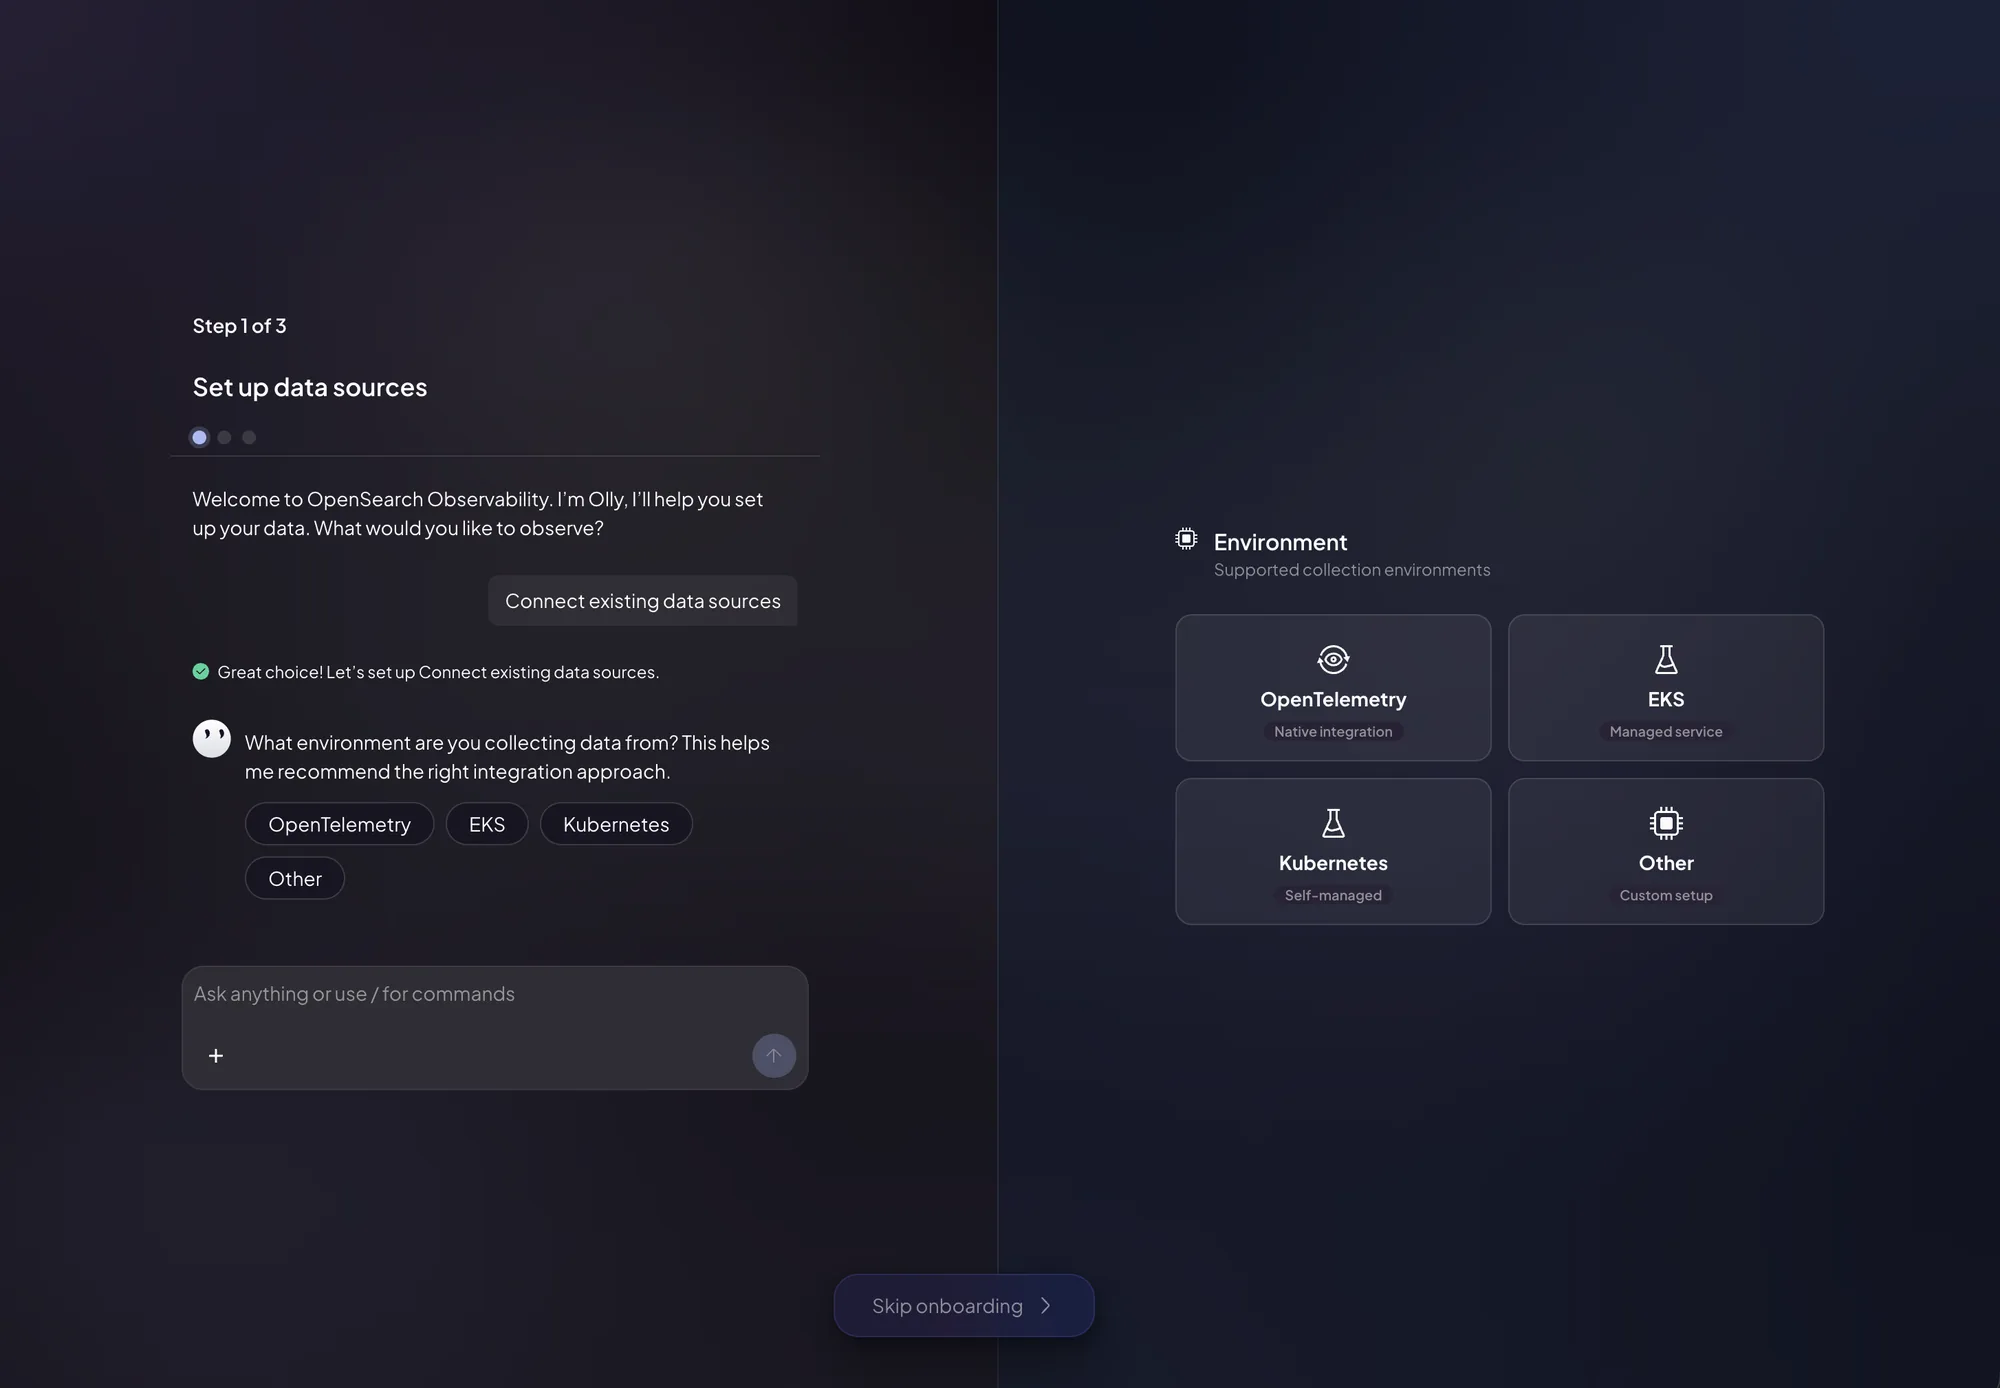 Step 1 of 3
Set up data sources
Welcome to OpenSearch Observability. I’m Olly, I’ll help you set
up your data. What would you like to observe?
Connect existing data sources
Great choice! Let’s set up Connect existing data sources.
What environment are you collecting data from? This helps
me recommend the right integration approach.
OpenTelemetry
EKS
Kubernetes
Other
Ask anything or use / for commands
Environment
Supported collection environments
OpenTelemetry
Native integration
EKS
Managed service
Kubernetes
Self-managed
Other
Custom setup
Skip onboarding